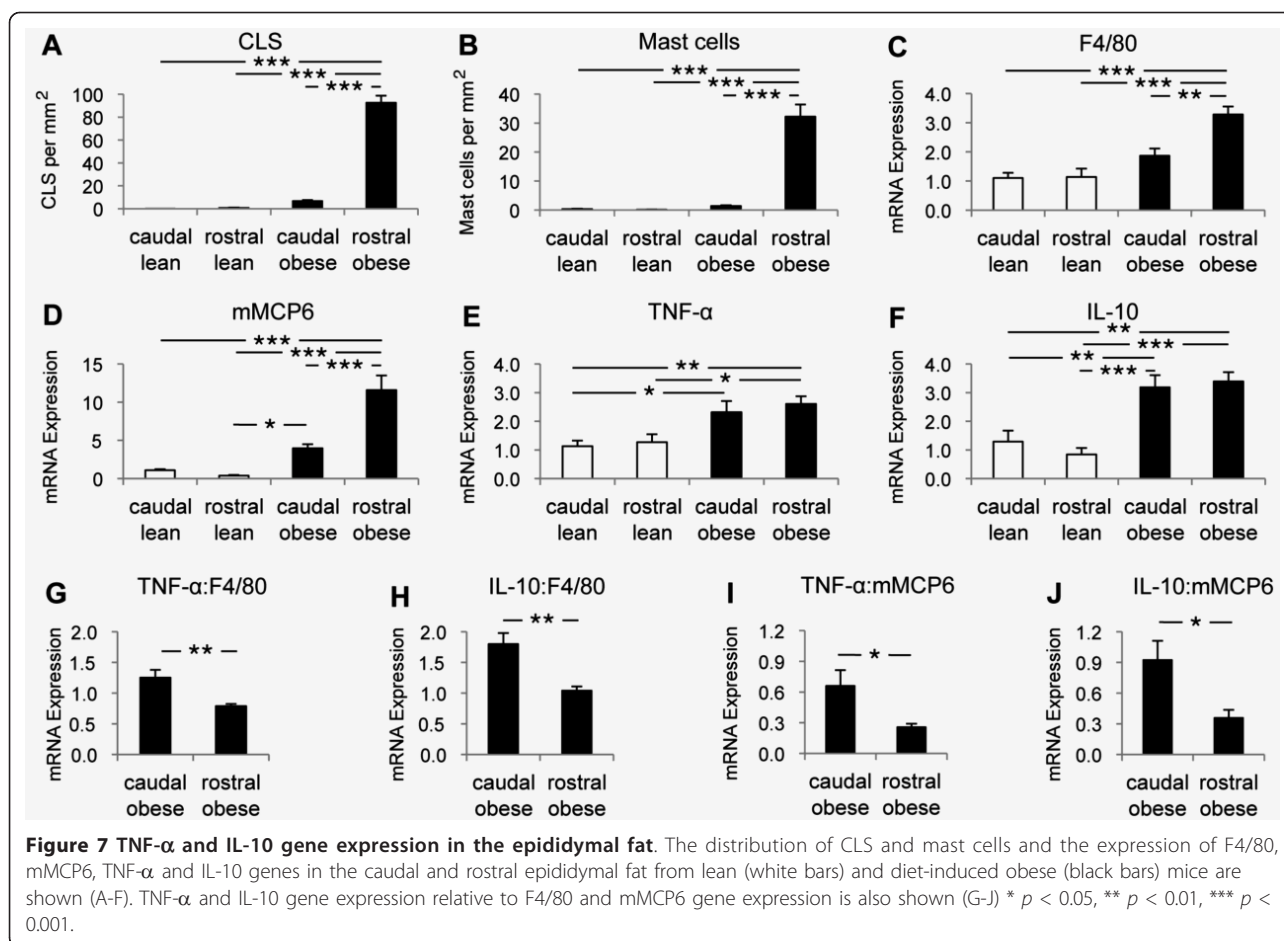 A CLS
***
***
***
CLS per mm²
100
80
60
40
20
0
caudal lean
rostral lean
caudal obese
rostral obese
B Mast cells
***
***
***
Mast cells per mm²
40
30
20
10
0
caudal lean
rostral lean
caudal obese
rostral obese
C F4/80
***
***
**
mRNA Expression
4.0
3.0
2.0
1.0
0.0
caudal lean
rostral lean
caudal obese
rostral obese
D mMCP6
***
***
***
*
mRNA Expression
15
10
5
0
caudal lean
rostral lean
caudal obese
rostral obese
E TNF-α
**
*
*
mRNA Expression
4.0
3.0
2.0
1.0
0.0
caudal lean
rostral lean
caudal obese
rostral obese
F IL-10
**
***
**
***
mRNA Expression
4.0
3.0
2.0
1.0
0.0
caudal lean
rostral lean
caudal obese
rostral obese
G TNF-α:F4/80
**
mRNA Expression
2.0
1.5
1.0
0.5
0.0
caudal obese
rostral obese
H IL-10:F4/80
**
mRNA Expression
2.0
1.5
1.0
0.5
0.0
caudal obese
rostral obese
I TNF-α:mMCP6
*
mRNA Expression
1.2
0.9
0.6
0.3
0.0
caudal obese
rostral obese
J IL-10:mMCP6
*
mRNA Expression
1.2
0.9
0.6
0.3
0.0
caudal obese
rostral obese
Figure 7 TNF-α and IL-10 gene expression in the epididymal fat. The distribution of CLS and mast cells and the expression of F4/80,
mMCP6, TNF-α and IL-10 genes in the caudal and rostral epididymal fat from lean (white bars) and diet-induced obese (black bars) mice are
shown (A-F). TNF-α and IL-10 gene expression relative to F4/80 and mMCP6 gene expression is also shown (G-J) * p < 0.05, ** p < 0.01, *** p <
0.001.